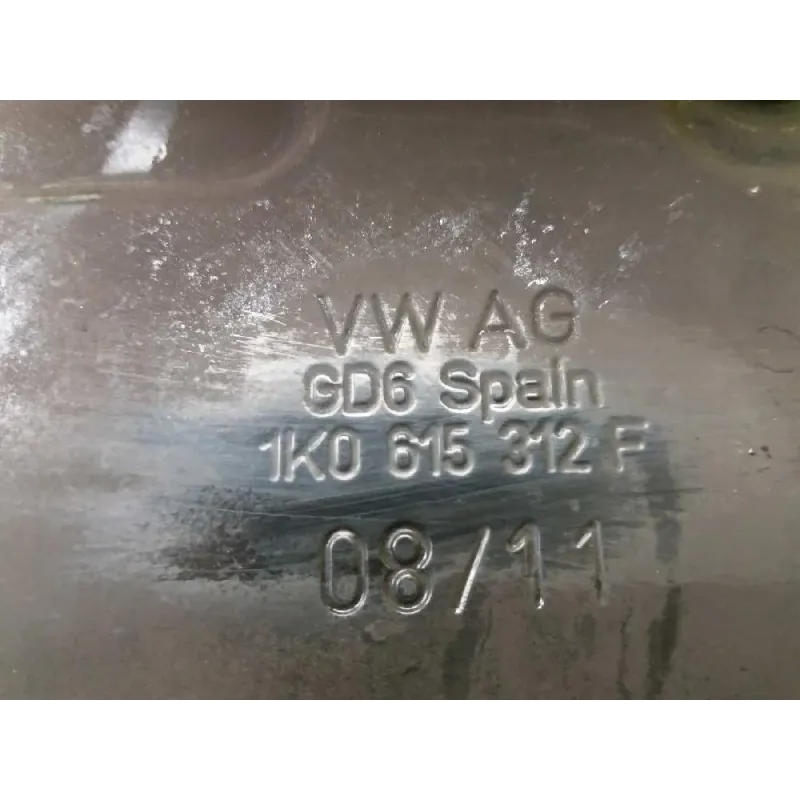 VW AG
GD6 Spain
1K0 615 312 F
08/11